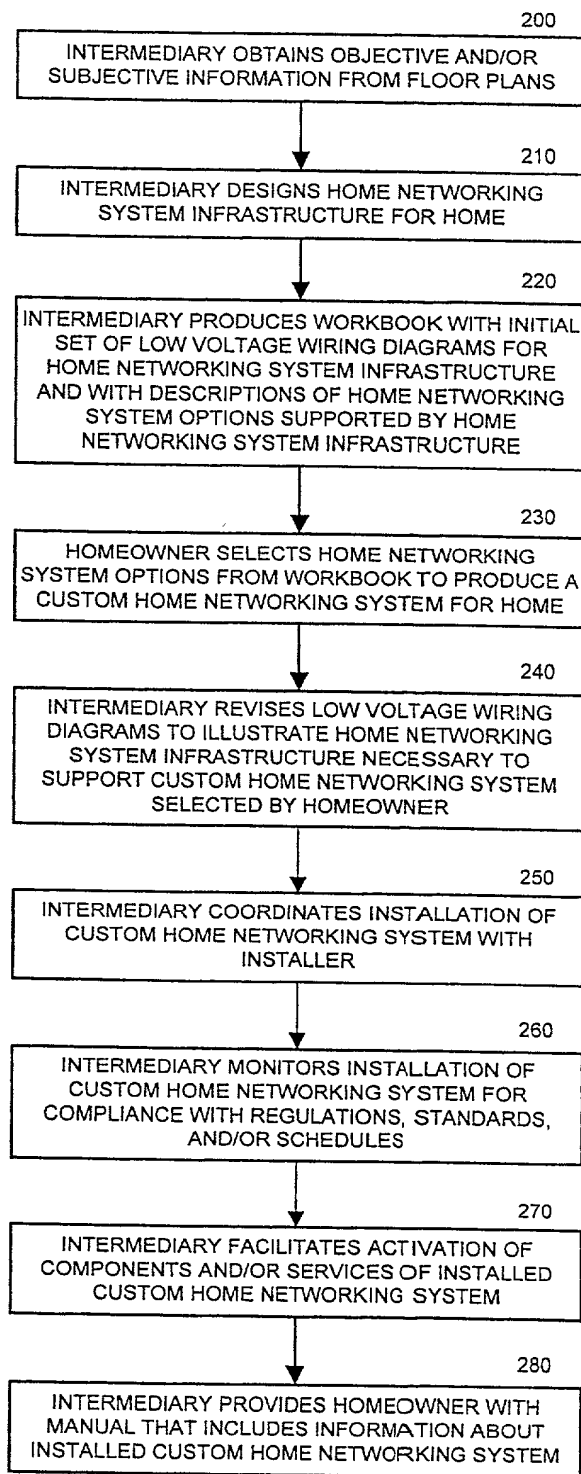 200
INTERMEDIARY OBTAINS OBJECTIVE AND/OR
SUBJECTIVE INFORMATION FROM FLOOR PLANS
210
INTERMEDIARY DESIGNS HOME NETWORKING
SYSTEM INFRASTRUCTURE FOR HOME
220
INTERMEDIARY PRODUCES WORKBOOK WITH INITIAL
SET OF LOW VOLTAGE WIRING DIAGRAMS FOR
HOME NETWORKING SYSTEM INFRASTRUCTURE
AND WITH DESCRIPTIONS OF HOME NETWORKING
SYSTEM OPTIONS SUPPORTED BY HOME
NETWORKING SYSTEM INFRASTRUCTURE
230
HOMEOWNER SELECTS HOME NETWORKING
SYSTEM OPTIONS FROM WORKBOOK TO PRODUCE A
CUSTOM HOME NETWORKING SYSTEM FOR HOME
240
INTERMEDIARY REVISES LOW VOLTAGE WIRING
DIAGRAMS TO ILLUSTRATE HOME NETWORKING
SYSTEM INFRASTRUCTURE NECESSARY TO
SUPPORT CUSTOM HOME NETWORKING SYSTEM
SELECTED BY HOMEOWNER
250
INTERMEDIARY COORDINATES INSTALLATION OF
CUSTOM HOME NETWORKING SYSTEM WITH
INSTALLER
260
INTERMEDIARY MONITORS INSTALLATION OF
CUSTOM HOME NETWORKING SYSTEM FOR
COMPLIANCE WITH REGULATIONS, STANDARDS,
AND/OR SCHEDULES
270
INTERMEDIARY FACILITATES ACTIVATION OF
COMPONENTS AND/OR SERVICES OF INSTALLED
CUSTOM HOME NETWORKING SYSTEM
280
INTERMEDIARY PROVIDES HOMEOWNER WITH
MANUAL THAT INCLUDES INFORMATION ABOUT
INSTALLED CUSTOM HOME NETWORKING SYSTEM